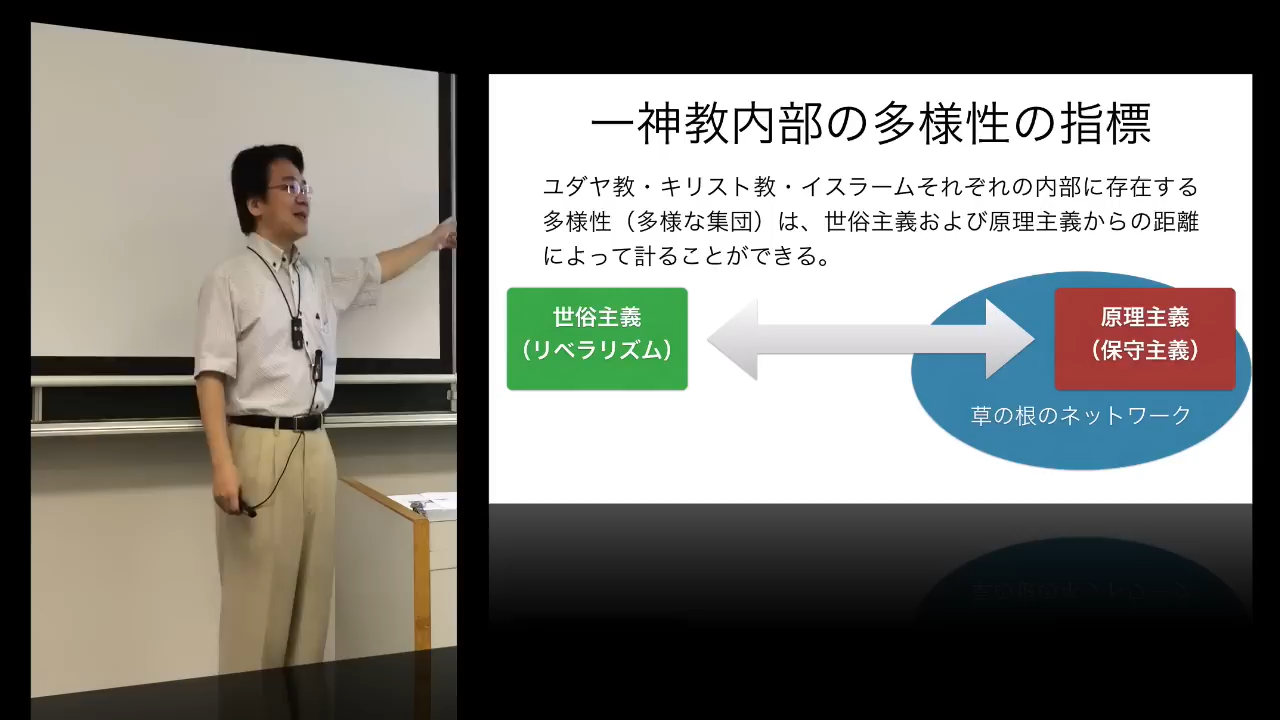 一神教内部の多様性の指標
ユダヤ教・キリスト教・イスラームそれぞれの内部に存在する
多様性（多様な集団）は、世俗主義および原理主義からの距離
によって計ることができる。
世俗主義
（リベラリズム）
原理主義
（保守主義）
草の根のネットワーク